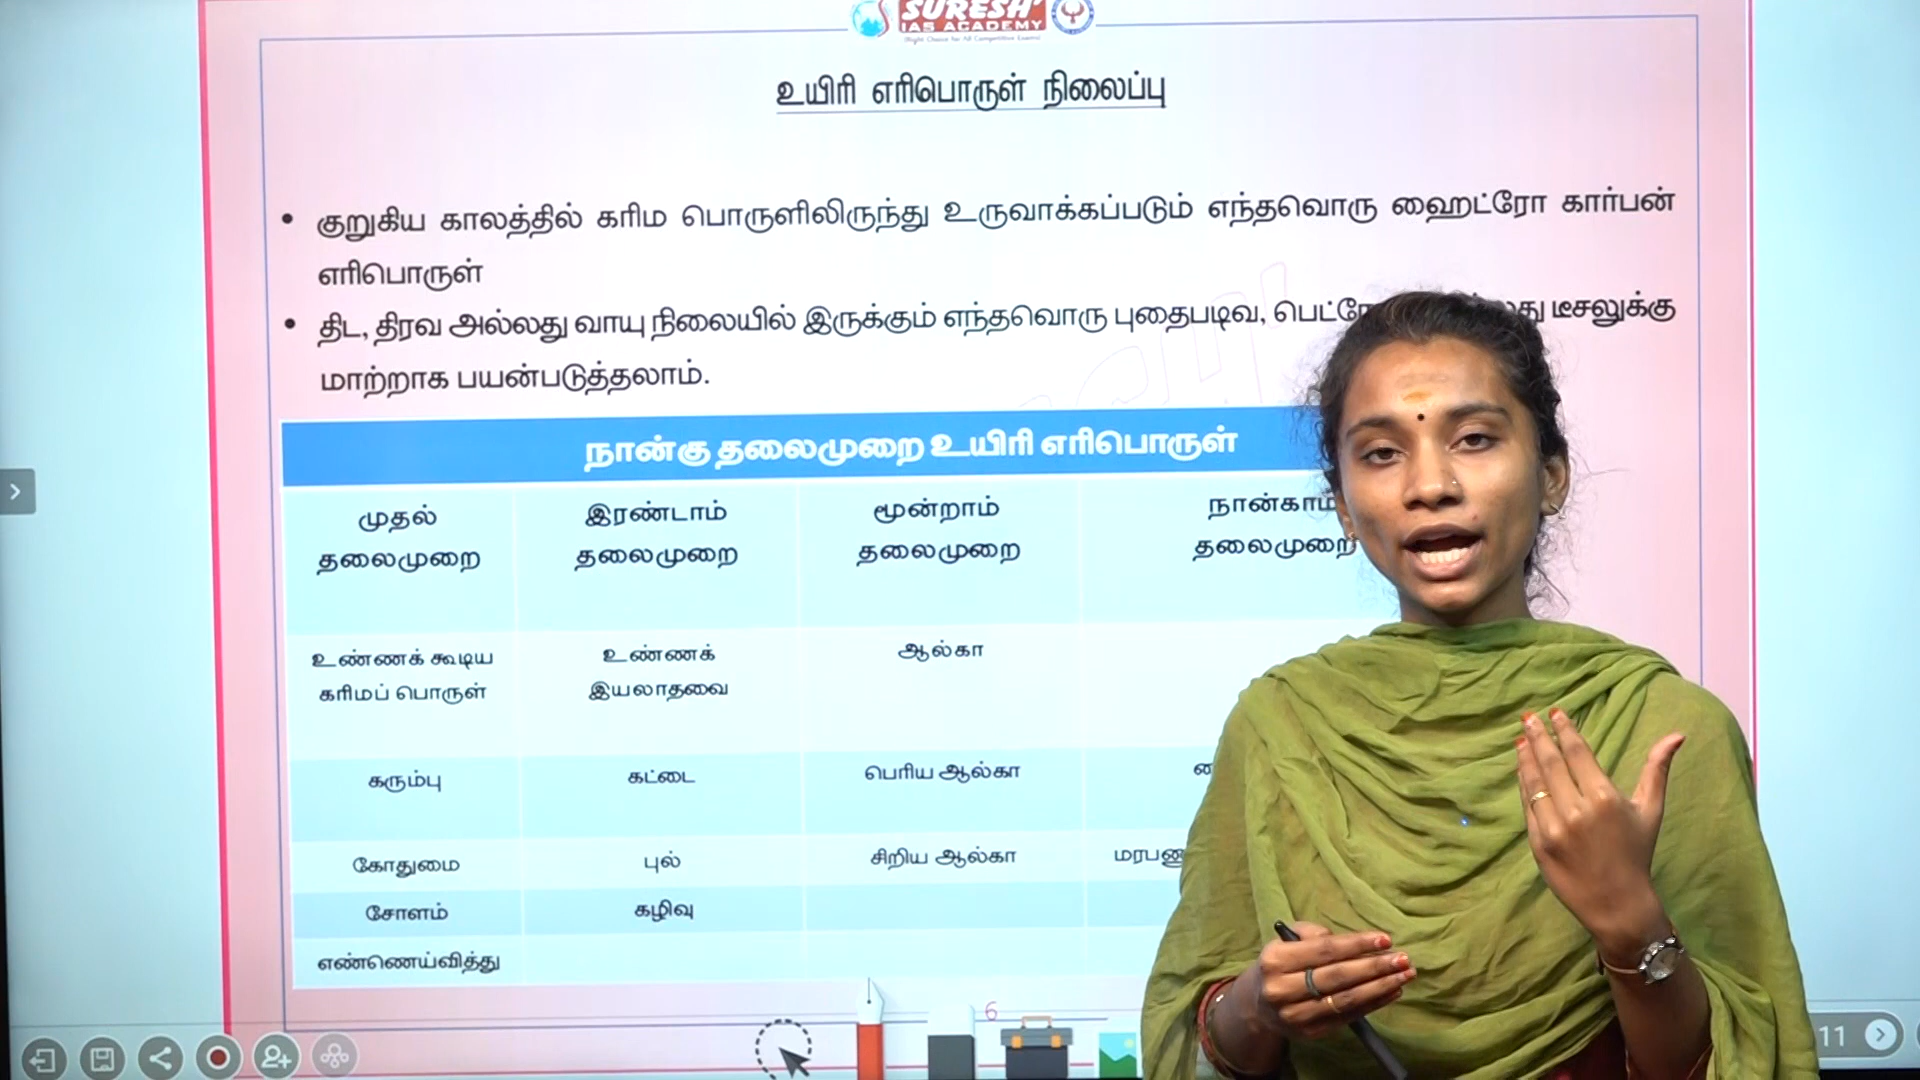 SURESH'
IAS ACADEMY
உயிரி எரிபொருள் நிலைப்பு
• குறுகிய காலத்தில் கரிம பொருளிலிருந்து உருவாக்கப்படும் எந்தவொரு ஹைட்ரோ கார்பன்
எரிபொருள்
• திட, திரவ அல்லது வாயு நிலையில் இருக்கும் எந்தவொரு புதைபடிவ, டீசலுக்கு
மாற்றாக பயன்படுத்தலாம்.
நான்கு தலைமுறை உயிரி எரிபொருள்
முதல் தலைமுறை
இரண்டாம் தலைமுறை
மூன்றாம் தலைமுறை
நான்காம் தலைமுறை
உண்ணக் கூடிய கரிமப் பொருள்
உண்ணக் இயலாதவை
ஆல்கா
கரும்பு
கட்டை
பெரிய ஆல்கா
கோதுமை
புல்
சிறிய ஆல்கா
சோளம்
கழிவு
எண்ணெய்வித்து
6
11